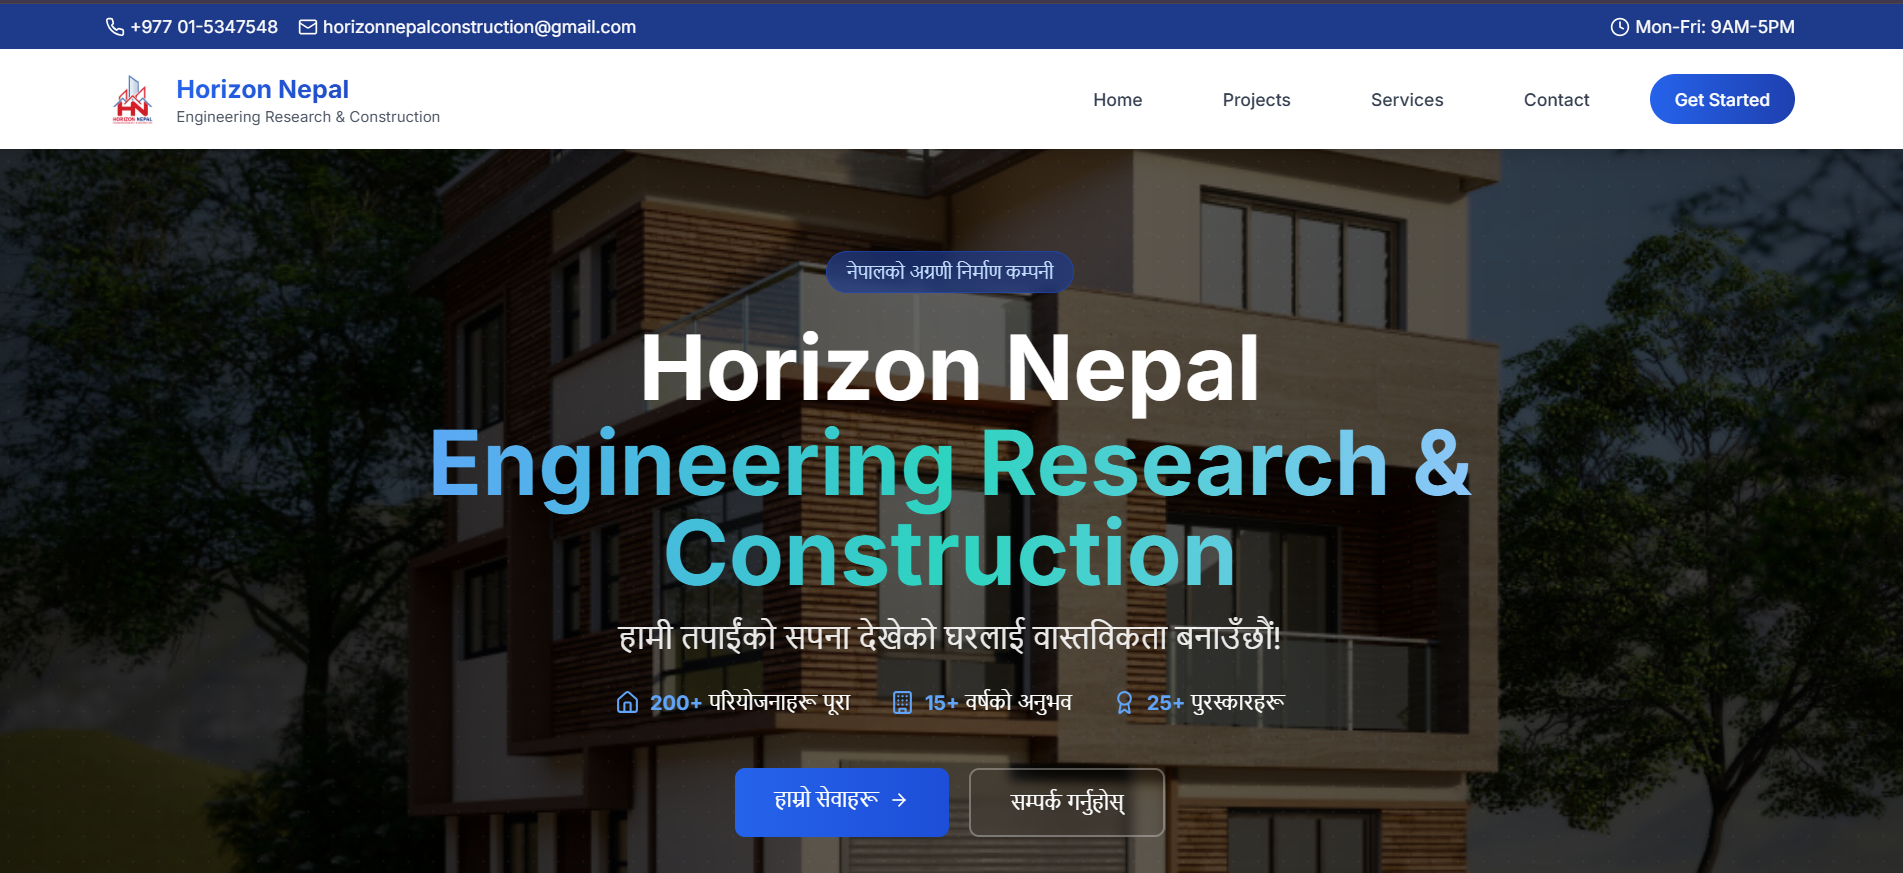 +977 01-5347548 horizonnepalconstruction@gmail.com Mon-Fri: 9AM-5PM
Horizon Nepal
Engineering Research & Construction
HN
HORIZON NEPAL
Home Projects Services Contact Get Started
नेपालको अग्रणी निर्माण कम्पनी
Horizon Nepal
Engineering Research &
Construction
हामी तपाईंको सपना देखेको घरलाई वास्तविकता बनाउँछौं!
200+ परियोजनाहरू पूरा 15+ वर्षको अनुभव 25+ पुरस्कारहरू
हाम्रो सेवाहरू → सम्पर्क गर्नुहोस्